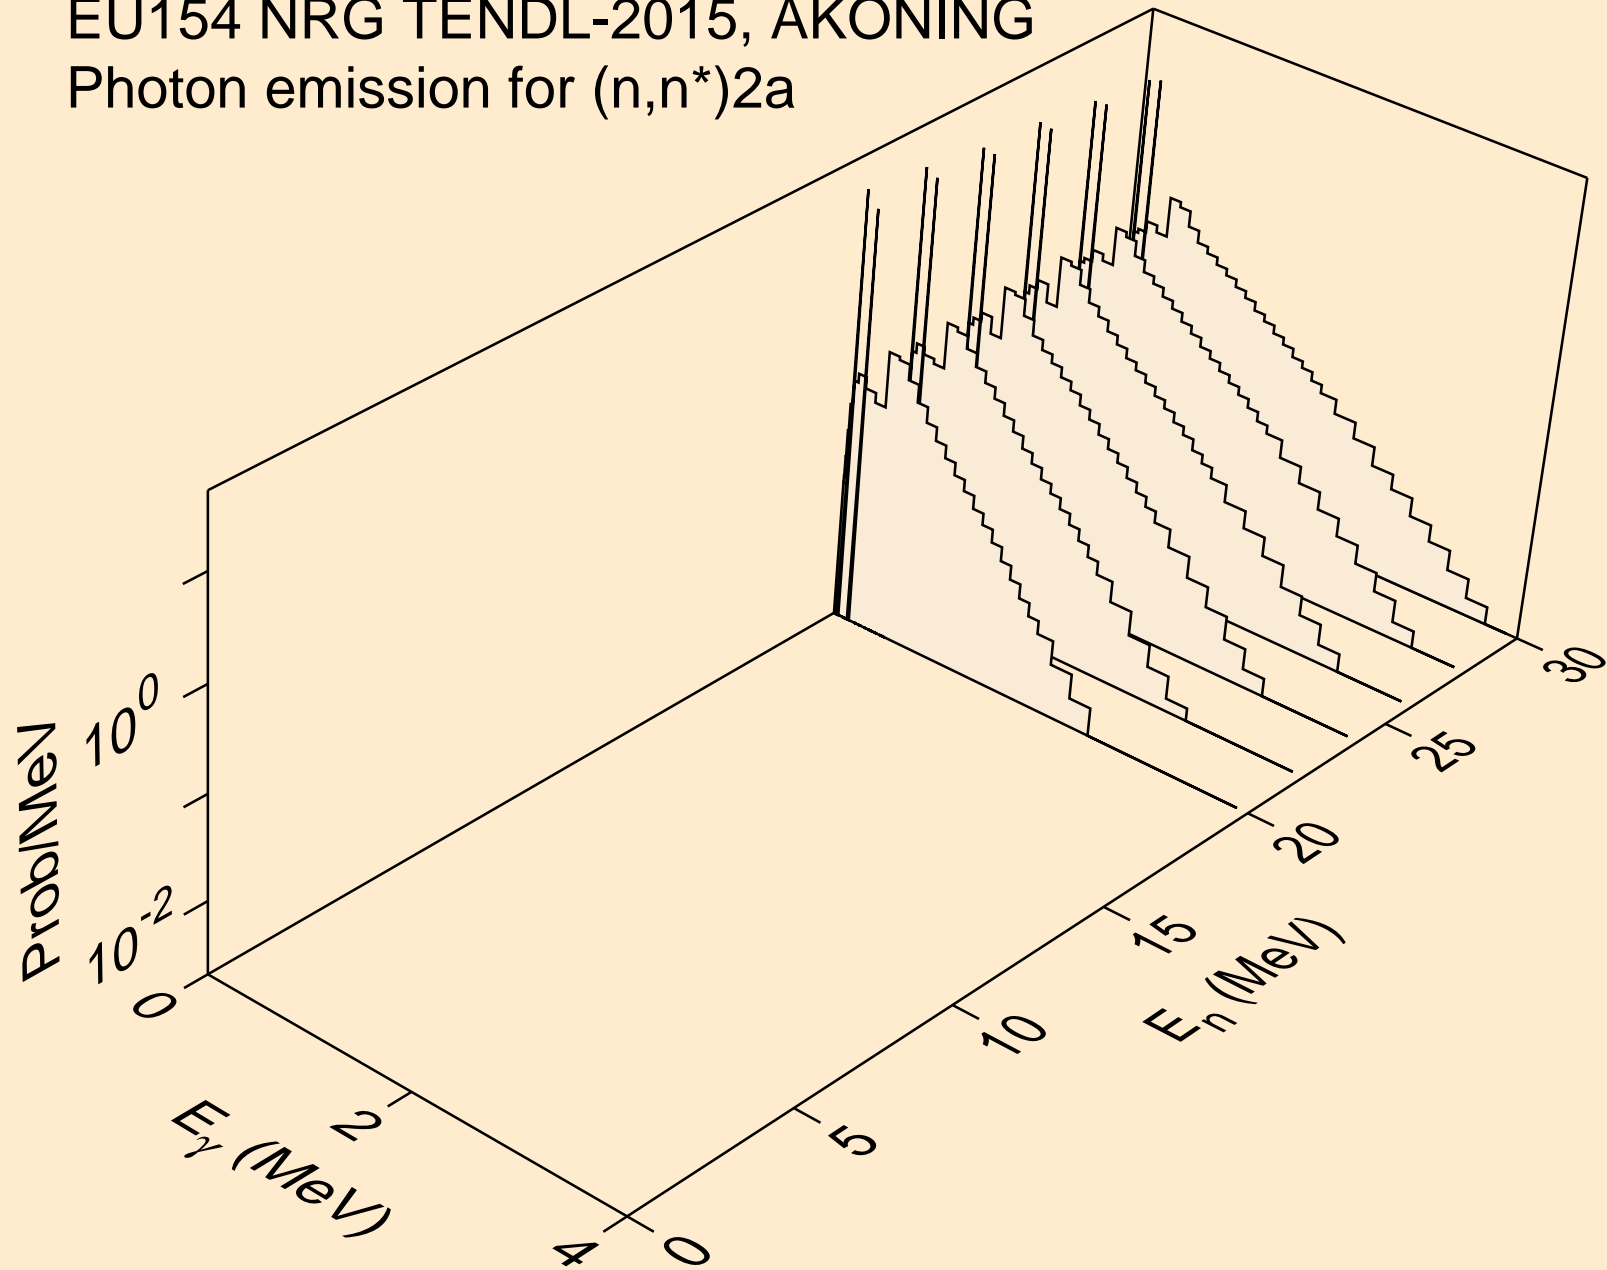 EU154 NRG TENDL-2015, AKONING
Photon emission for (n,n*)2a
Prob/MeV
10^0
10^-2
0
2
4
Eγ (MeV)
0
5
10
15
20
25
30
En (MeV)